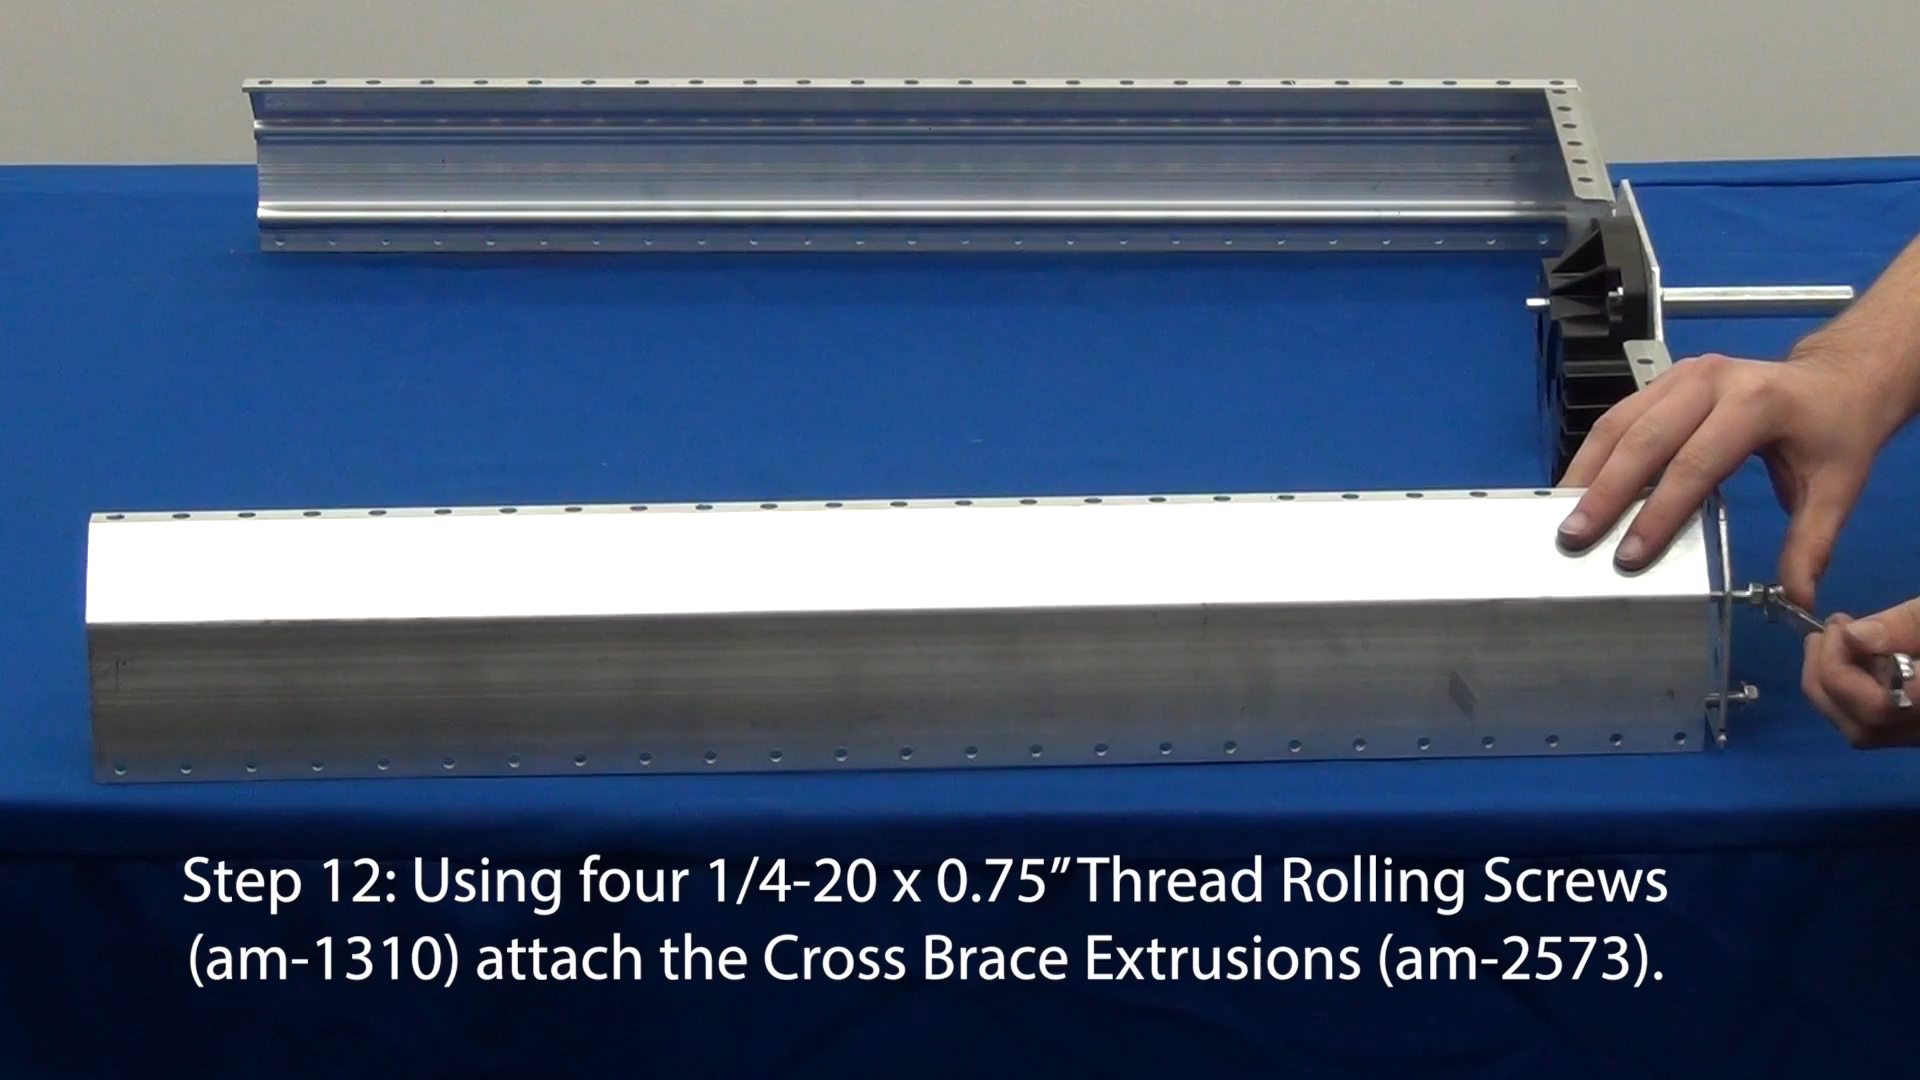 Step 12: Using four 1/4-20 x 0.75” Thread Rolling Screws
(am-1310) attach the Cross Brace Extrusions (am-2573).